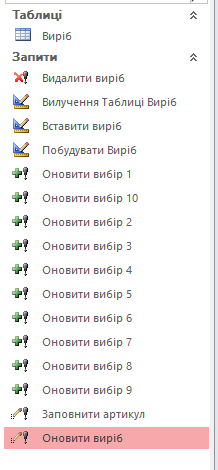 Таблиці
Виріб
Запити
Видалити виріб
Вилучення Таблиці Виріб
Вставити виріб
Побудувати Виріб
Оновити вибір 1
Оновити вибір 10
Оновити вибір 2
Оновити вибір 3
Оновити вибір 4
Оновити вибір 5
Оновити вибір 6
Оновити вибір 7
Оновити вибір 8
Оновити вибір 9
Заповнити артикул
Оновити виріб